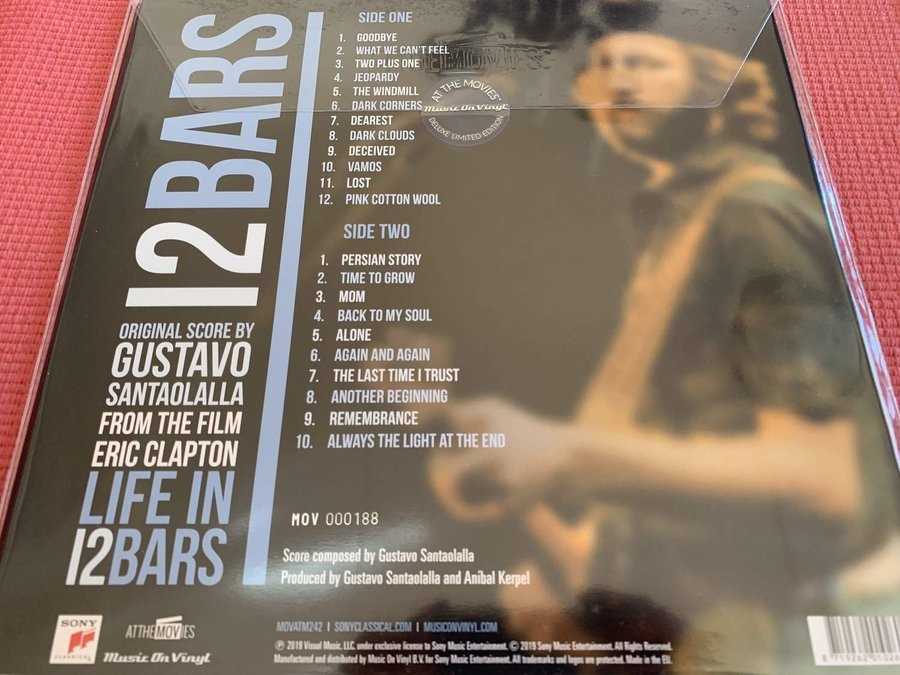 12 BARS
ORIGINAL SCORE BY
GUSTAVO
SANTAOLALLA
FROM THE FILM
ERIC CLAPTON
LIFE IN
12 BARS
SIDE ONE
1. GOODBYE
2. WHAT WE CAN'T FEEL
3. TWO PLUS ONE
4. JEOPARDY
5. THE WINDMILL
6. DARK CORNERS
7. DEAREST
8. DARK CLOUDS
9. DECEIVED
10. VAMOS
11. LOST
12. PINK COTTON WOOL
AT THE MOVIES
Music On Vinyl
DELUXE LIMITED EDITION
SIDE TWO
1. PERSIAN STORY
2. TIME TO GROW
3. MOM
4. BACK TO MY SOUL
5. ALONE
6. AGAIN AND AGAIN
7. THE LAST TIME I TRUST
8. ANOTHER BEGINNING
9. REMEMBRANCE
10. ALWAYS THE LIGHT AT THE END
MOV 000188
Score composed by Gustavo Santaolalla
Produced by Gustavo Santaolalla and Aníbal Kerpel
SONY
CLASSICAL
ATTHEMOVIES
Music On Vinyl
MOVATM242 | SONYCLASSICAL.COM | MUSICONVINYL.COM
℗ 2019 Visual Music, LLC. under exclusive license to Sony Music Entertainment. © 2019 Sony Music Entertainment. All Rights Reserved.
Manufactured and distributed by Music On Vinyl B.V. for Sony Music Entertainment. All trademarks and logos are protected. Made in the EU.
8 719262 01026